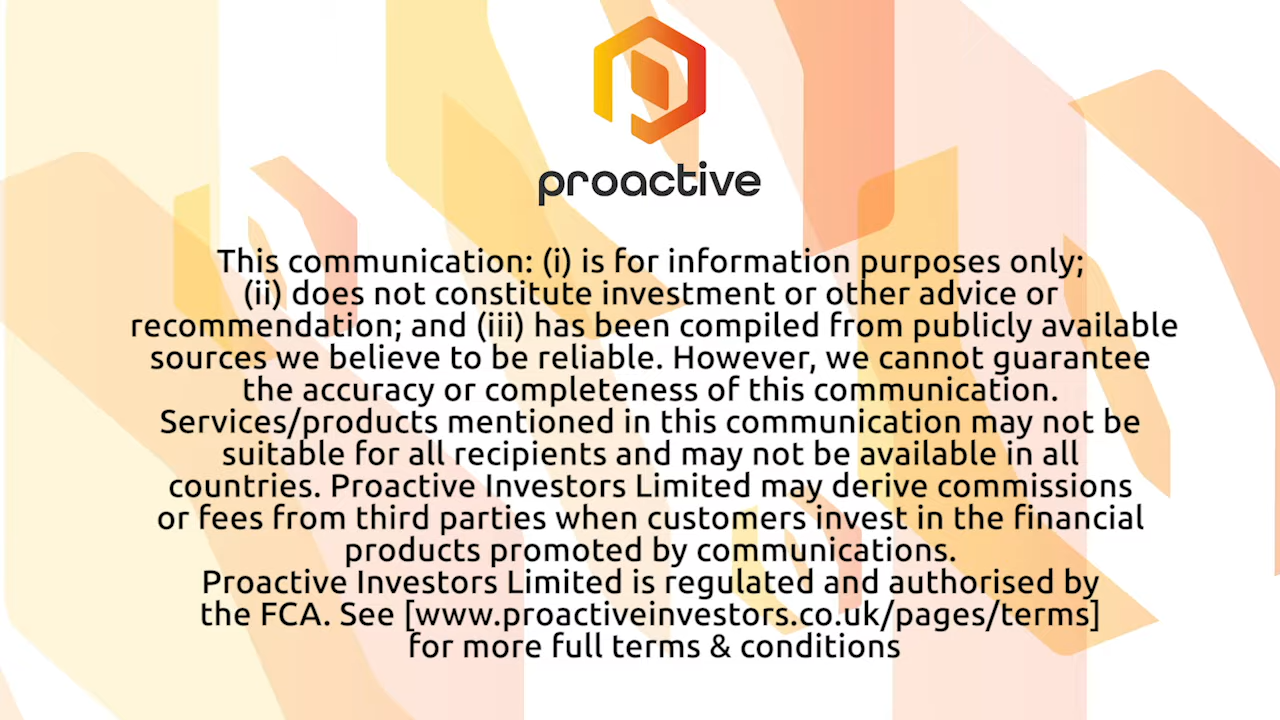 proactive
This communication: (i) is for information purposes only;
(ii) does not constitute investment or other advice or
recommendation; and (iii) has been compiled from publicly available
sources we believe to be reliable. However, we cannot guarantee
the accuracy or completeness of this communication.
Services/products mentioned in this communication may not be
suitable for all recipients and may not be available in all
countries. Proactive Investors Limited may derive commissions
or fees from third parties when customers invest in the financial
products promoted by communications.
Proactive Investors Limited is regulated and authorised by
the FCA. See [www.proactiveinvestors.co.uk/pages/terms]
for more full terms & conditions